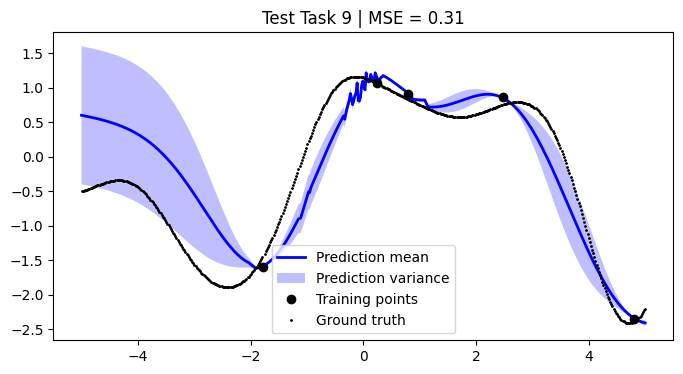 Test Task 9 | MSE = 0.31
1.5
1.0
0.5
0.0
−0.5
−1.0
−1.5
−2.0
−2.5
Prediction mean
Prediction variance
Training points
Ground truth
−4 −2 0 2 4